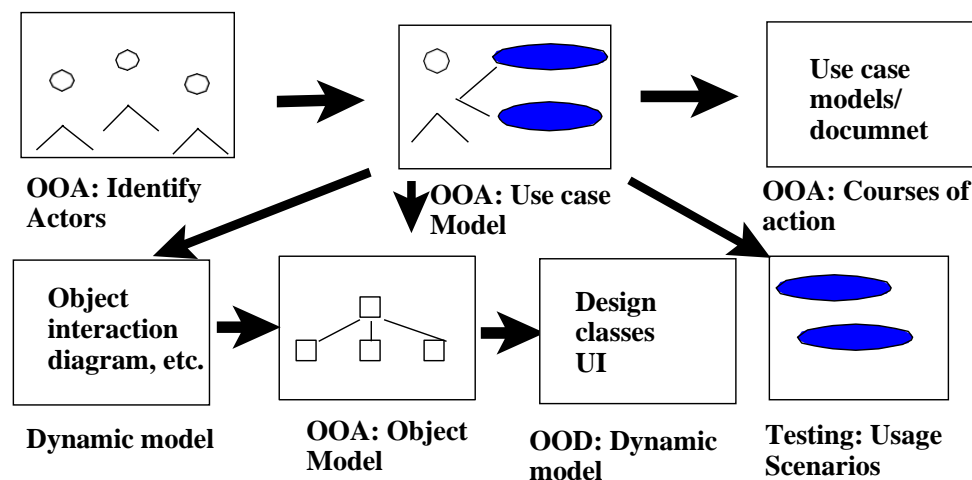 Use case
models/
documnet
OOA: Identify
Actors
OOA: Use case
Model
OOA: Courses of
action
Object
interaction
diagram, etc.
Design
classes
UI
Dynamic model
OOA: Object
Model
OOD: Dynamic
model
Testing: Usage
Scenarios